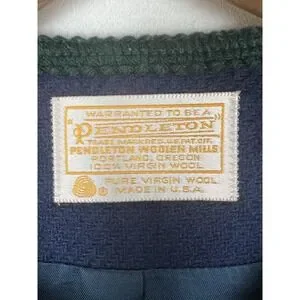 WARRANTED TO BE A
"PENDLETON"
TRADE MARK REG. U.S. PAT. OFF.
PENDLETON WOOLEN MILLS
PORTLAND, OREGON
100% VIRGIN WOOL
PURE VIRGIN WOOL
MADE IN U.S.A.